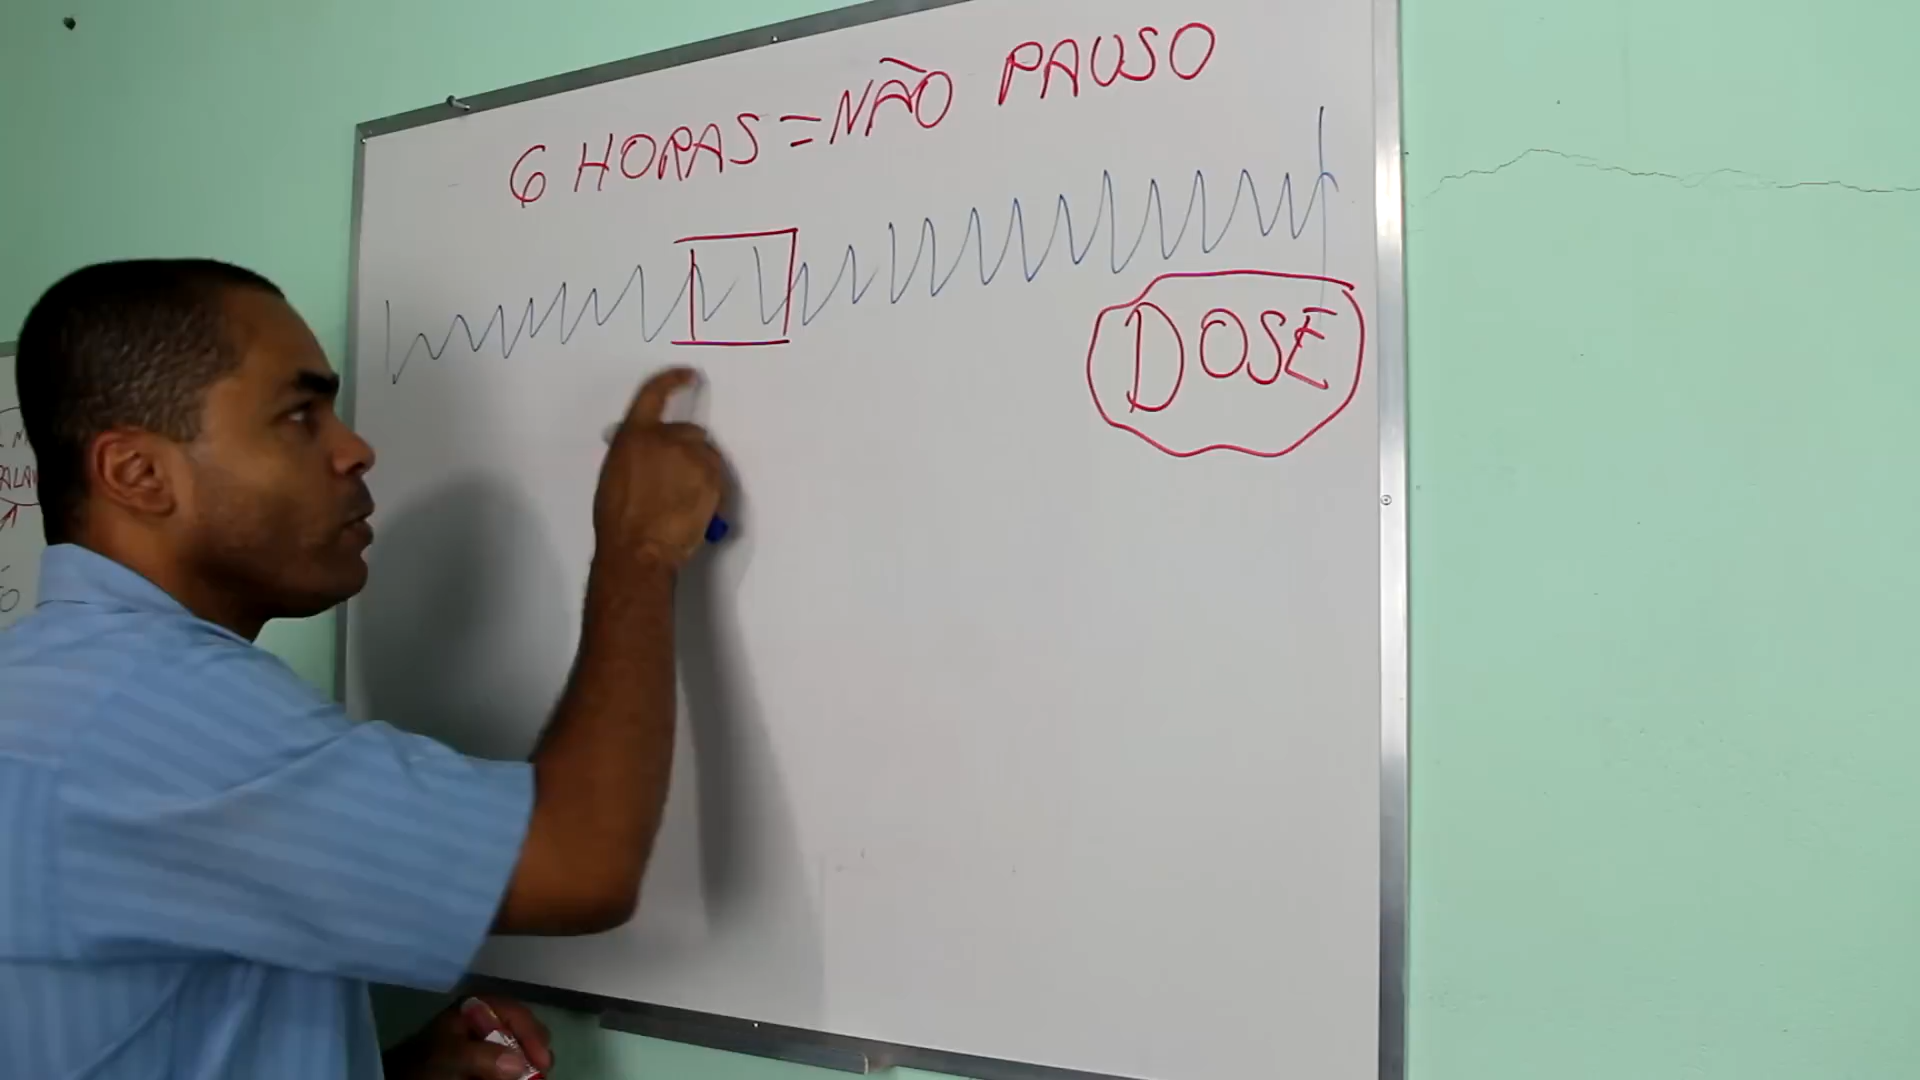 6 HORAS = NÃO PAUSO
DOSE